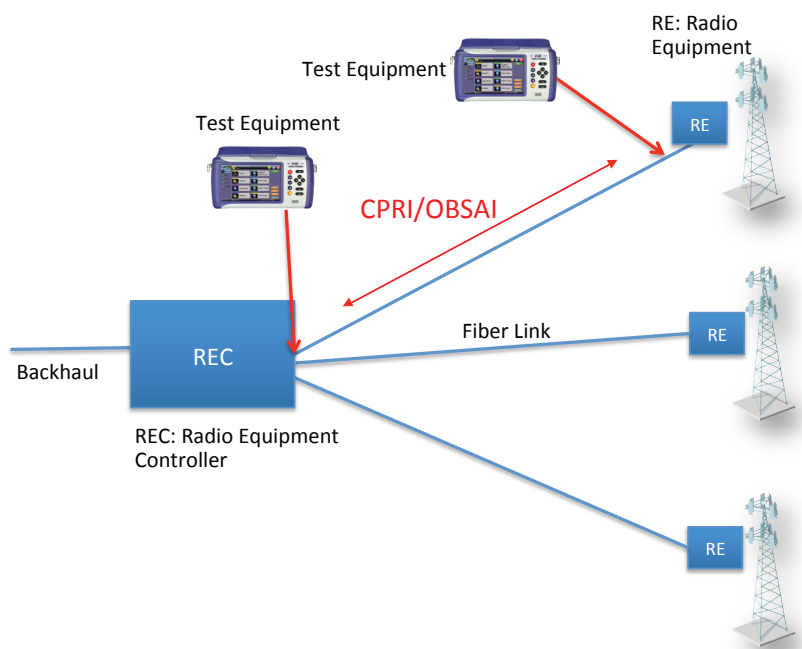 RE: Radio
Equipment
Test Equipment
RE
Test Equipment
CPRI/OBSAI
REC
Fiber Link
RE
Backhaul
REC: Radio Equipment
Controller
RE